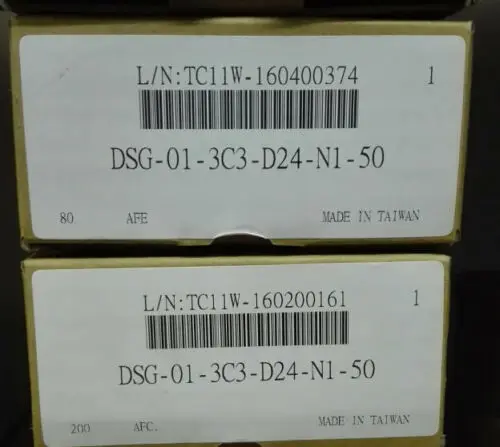 L/N:TC11W-160400374 1
DSG-01-3C3-D24-N1-50
80 AFE MADE IN TAIWAN
L/N:TC11W-160200161 1
DSG-01-3C3-D24-N1-50
200 AFC. MADE IN TAIWAN